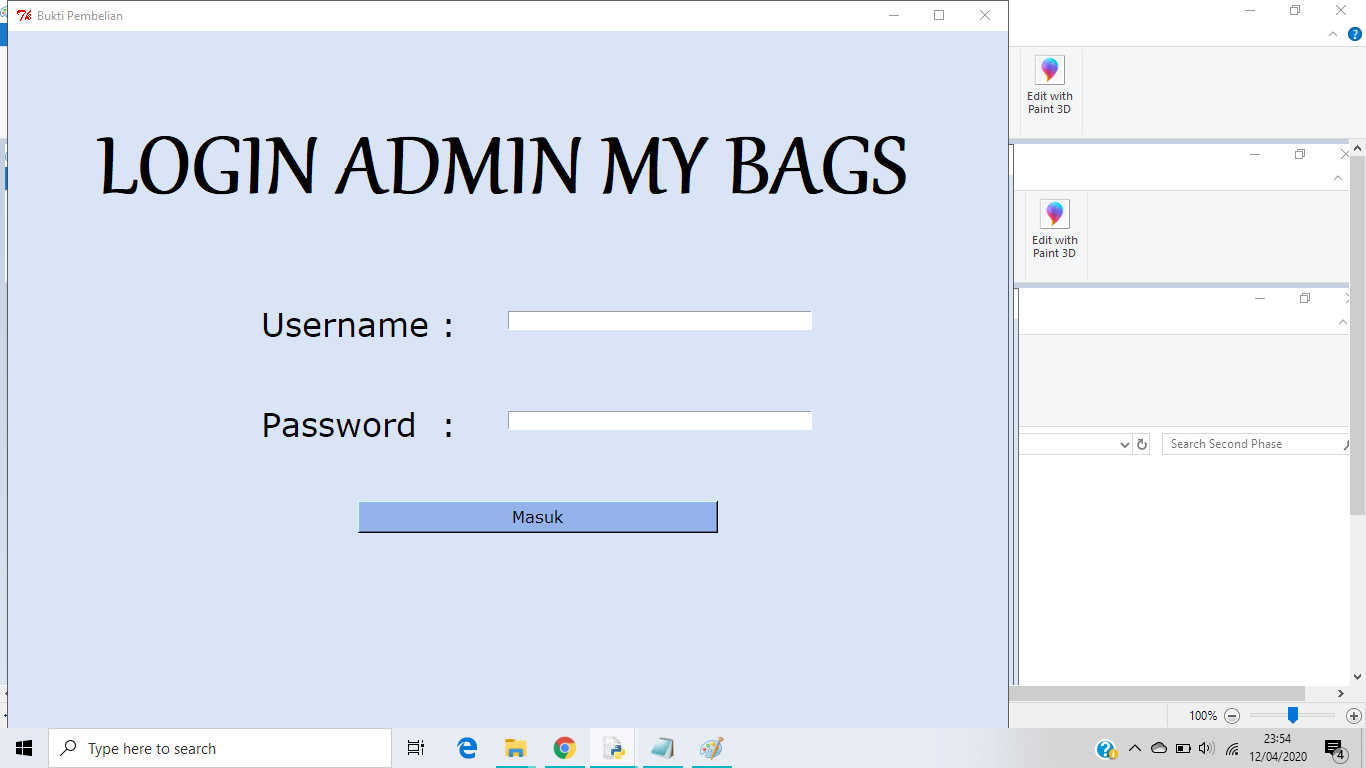 Bukti Pembelian
LOGIN ADMIN MY BAGS
Username :
Password :
Masuk
Edit with
Paint 3D
Edit with
Paint 3D
Search Second Phase
100%
Type here to search
23:54
12/04/2020
4